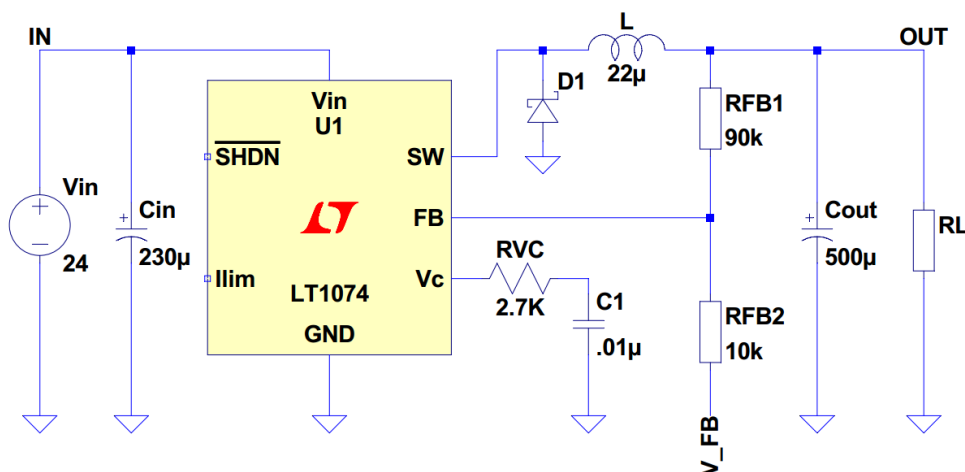 IN
L
OUT
22µ
D1
Vin
U1
SHDN
SW
RFB1
90k
Vin
24
Cin
230µ
FB
Cout
500µ
RL
Ilim
LT1074
Vc
RVC
2.7K
C1
.01µ
GND
RFB2
10k
V_FB